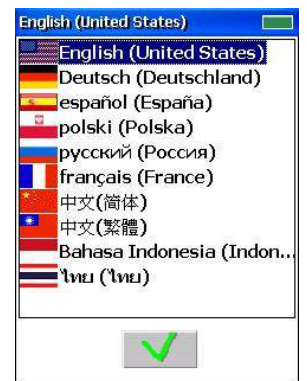 English (United States)
English (United States)
Deutsch (Deutschland)
español (España)
polski (Polska)
русский (Россия)
français (France)
中文(简体)
中文(繁體)
Bahasa Indonesia (Indon...
ไทย (ไทย)